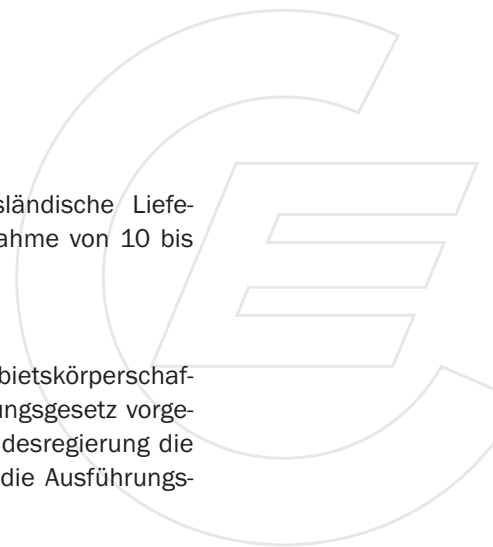 sländische Liefe-
ahme von 10 bis
bietskörperschaf-
ungsgesetz vorge-
desregierung die
die Ausführungs-